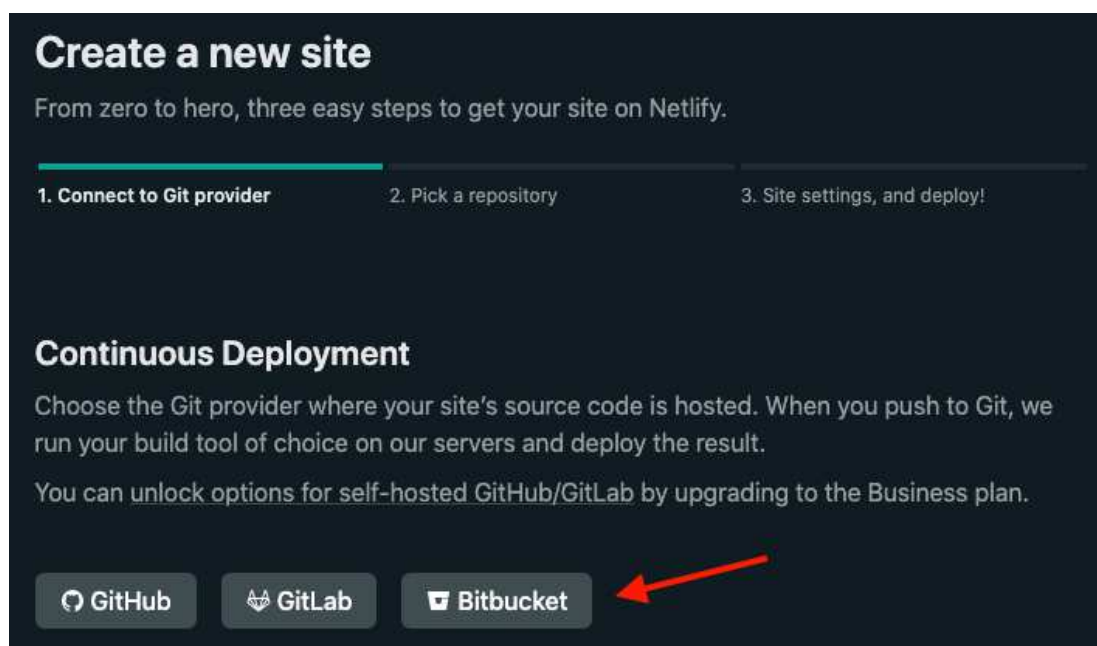 Create a new site
From zero to hero, three easy steps to get your site on Netlify.
1. Connect to Git provider
2. Pick a repository
3. Site settings, and deploy!
Continuous Deployment
Choose the Git provider where your site's source code is hosted. When you push to Git, we
run your build tool of choice on our servers and deploy the result.
You can unlock options for self-hosted GitHub/GitLab by upgrading to the Business plan.
GitHub
GitLab
Bitbucket